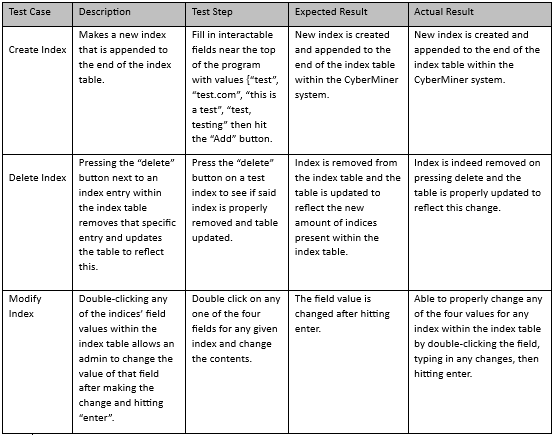 Test Case
Description
Test Step
Expected Result
Actual Result
Create Index
Makes a new index
that is appended to
the end of the index
table.
Fill in interactable
fields near the top
of the program
with values {“test”,
“test.com”, “this is
a test”, “test,
testing” then hit
the “Add” button.
New index is created
and appended to the
end of the index table
within the CyberMiner
system.
New index is created and
appended to the end of the
index table within the
CyberMiner system.
Delete Index
Pressing the “delete”
button next to an
index entry within
the index table
removes that specific
entry and updates
the table to reflect
this.
Press the “delete”
button on a test
index to see if said
index is properly
removed and table
updated.
Index is removed from
the index table and the
table is updated to
reflect the new
amount of indices
present within the
index table.
Index is indeed removed on
pressing delete and the
table is properly updated to
reflect this change.
Modify
Index
Double-clicking any
of the indices’ field
values within the
index table allows an
admin to change the
value of that field
after making the
change and hitting
“enter”.
Double click on any
one of the four
fields for any given
index and change
the contents.
The field value is
changed after hitting
enter.
Able to properly change any
of the four values for any
index within the index table
by double-clicking the field,
typing in any changes, then
hitting enter.